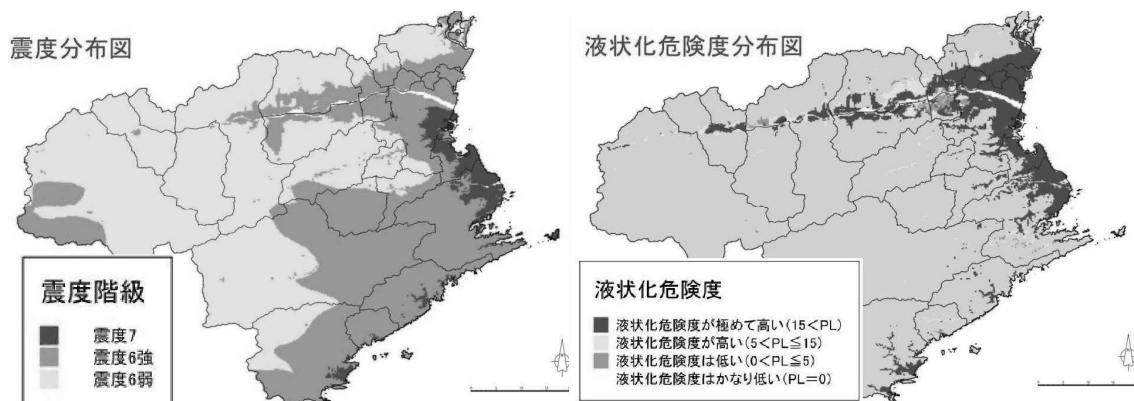 震度分布図
震度階級
震度7
震度6強
震度6弱
液状化危険度分布図
液状化危険度
液状化危険度が極めて高い(15<PL)
液状化危険度が高い(5<PL≦15)
液状化危険度は低い(0<PL≦5)
液状化危険度はかなり低い(PL=0)